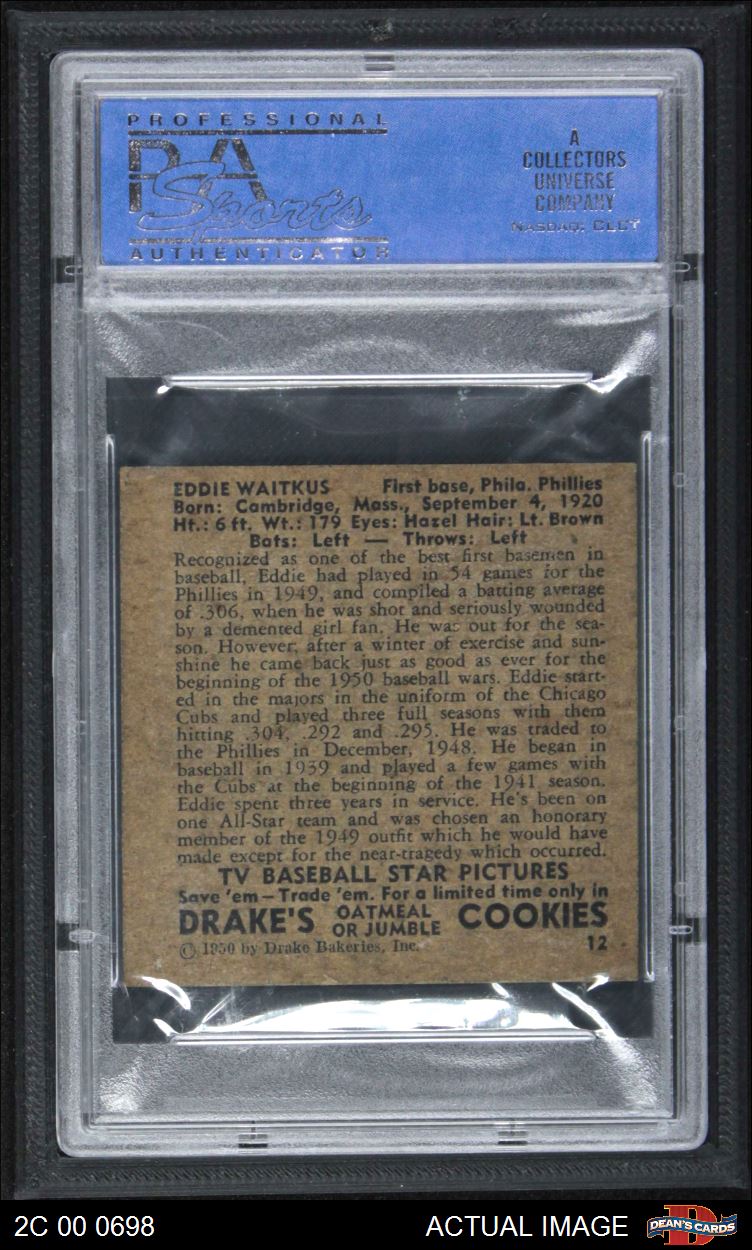 PROFESSIONAL
PSA
Sports
AUTHENTICATOR
A
COLLECTORS
UNIVERSE
COMPANY
NASDAQ: CLCT
EDDIE WAITKUS First base, Phila. Phillies
Born: Cambridge, Mass., September 4, 1920
Ht.: 6 ft. Wt.: 179 Eyes: Hazel Hair: Lt. Brown
Bats: Left — Throws: Left
Recognized as one of the best first basemen in
baseball, Eddie had played in 54 games for the
Phillies in 1949, and compiled a batting average
of .306, when he was shot and seriously wounded
by a demented girl fan. He was out for the sea-
son. However, after a winter of exercise and sun-
shine he came back just as good as ever for the
beginning of the 1950 baseball wars. Eddie start-
ed in the majors in the uniform of the Chicago
Cubs and played three full seasons with them
hitting .304, .292 and .295. He was traded to
the Phillies in December, 1948. He began in
baseball in 1939 and played a few games with
the Cubs at the beginning of the 1941 season.
Eddie spent three years in service. He's been on
one All-Star team and was chosen an honorary
member of the 1949 outfit which he would have
made except for the near-tragedy which occurred.
TV BASEBALL STAR PICTURES
Save 'em—Trade 'em. For a limited time only in
DRAKE'S OATMEAL OR JUMBLE COOKIES
© 1950 by Drake Bakeries, Inc. 12
2C 00 0698 ACTUAL IMAGE DEAN'S CARDS